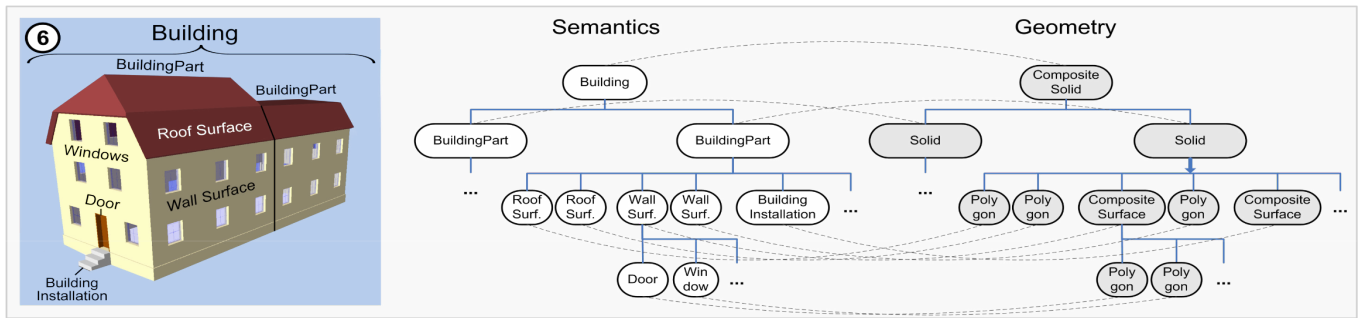 6
Building
BuildingPart
BuildingPart
Roof Surface
Windows
Wall Surface
Door
Building
Installation
Semantics
Geometry
Building
Composite
Solid
BuildingPart
BuildingPart
Solid
Solid
...
...
Roof
Surf.
Roof
Surf.
Wall
Surf.
Wall
Surf.
Building
Installation
...
Poly
gon
Poly
gon
Composite
Surface
Poly
gon
Composite
Surface
...
Door
Win
dow
...
Poly
gon
Poly
gon
...